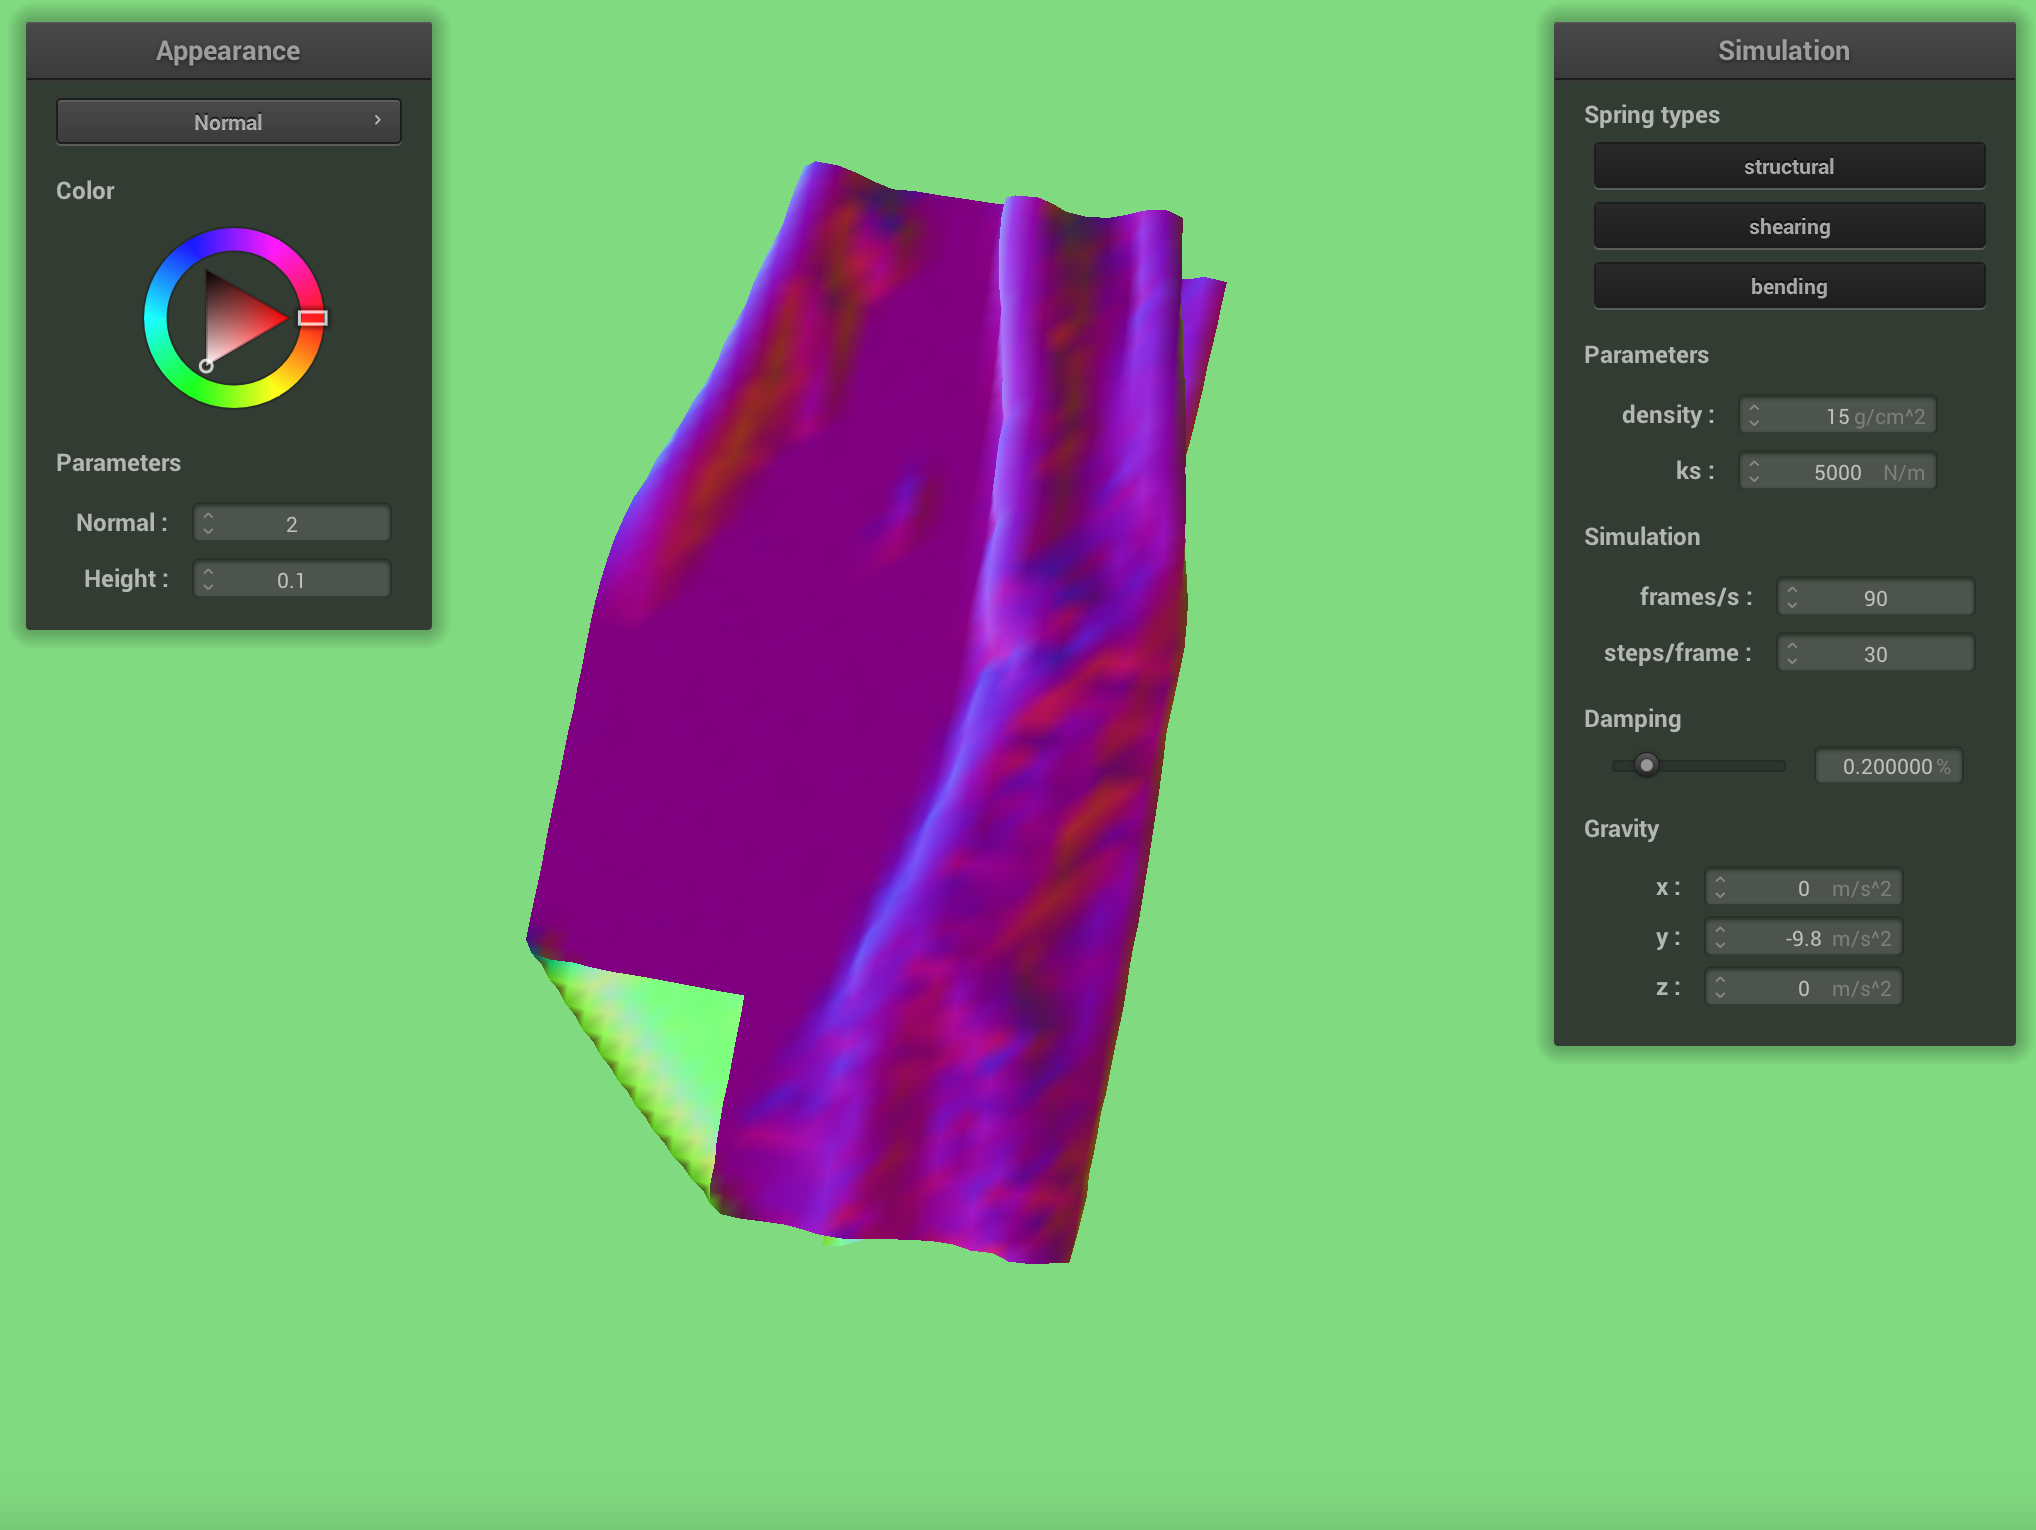 Appearance
Normal
Color
Parameters
Normal : 2
Height : 0.1
Simulation
Spring types
structural
shearing
bending
Parameters
density : 15 g/cm^2
ks : 5000 N/m
Simulation
frames/s : 90
steps/frame : 30
Damping
0.200000 %
Gravity
x : 0 m/s^2
y : -9.8 m/s^2
z : 0 m/s^2